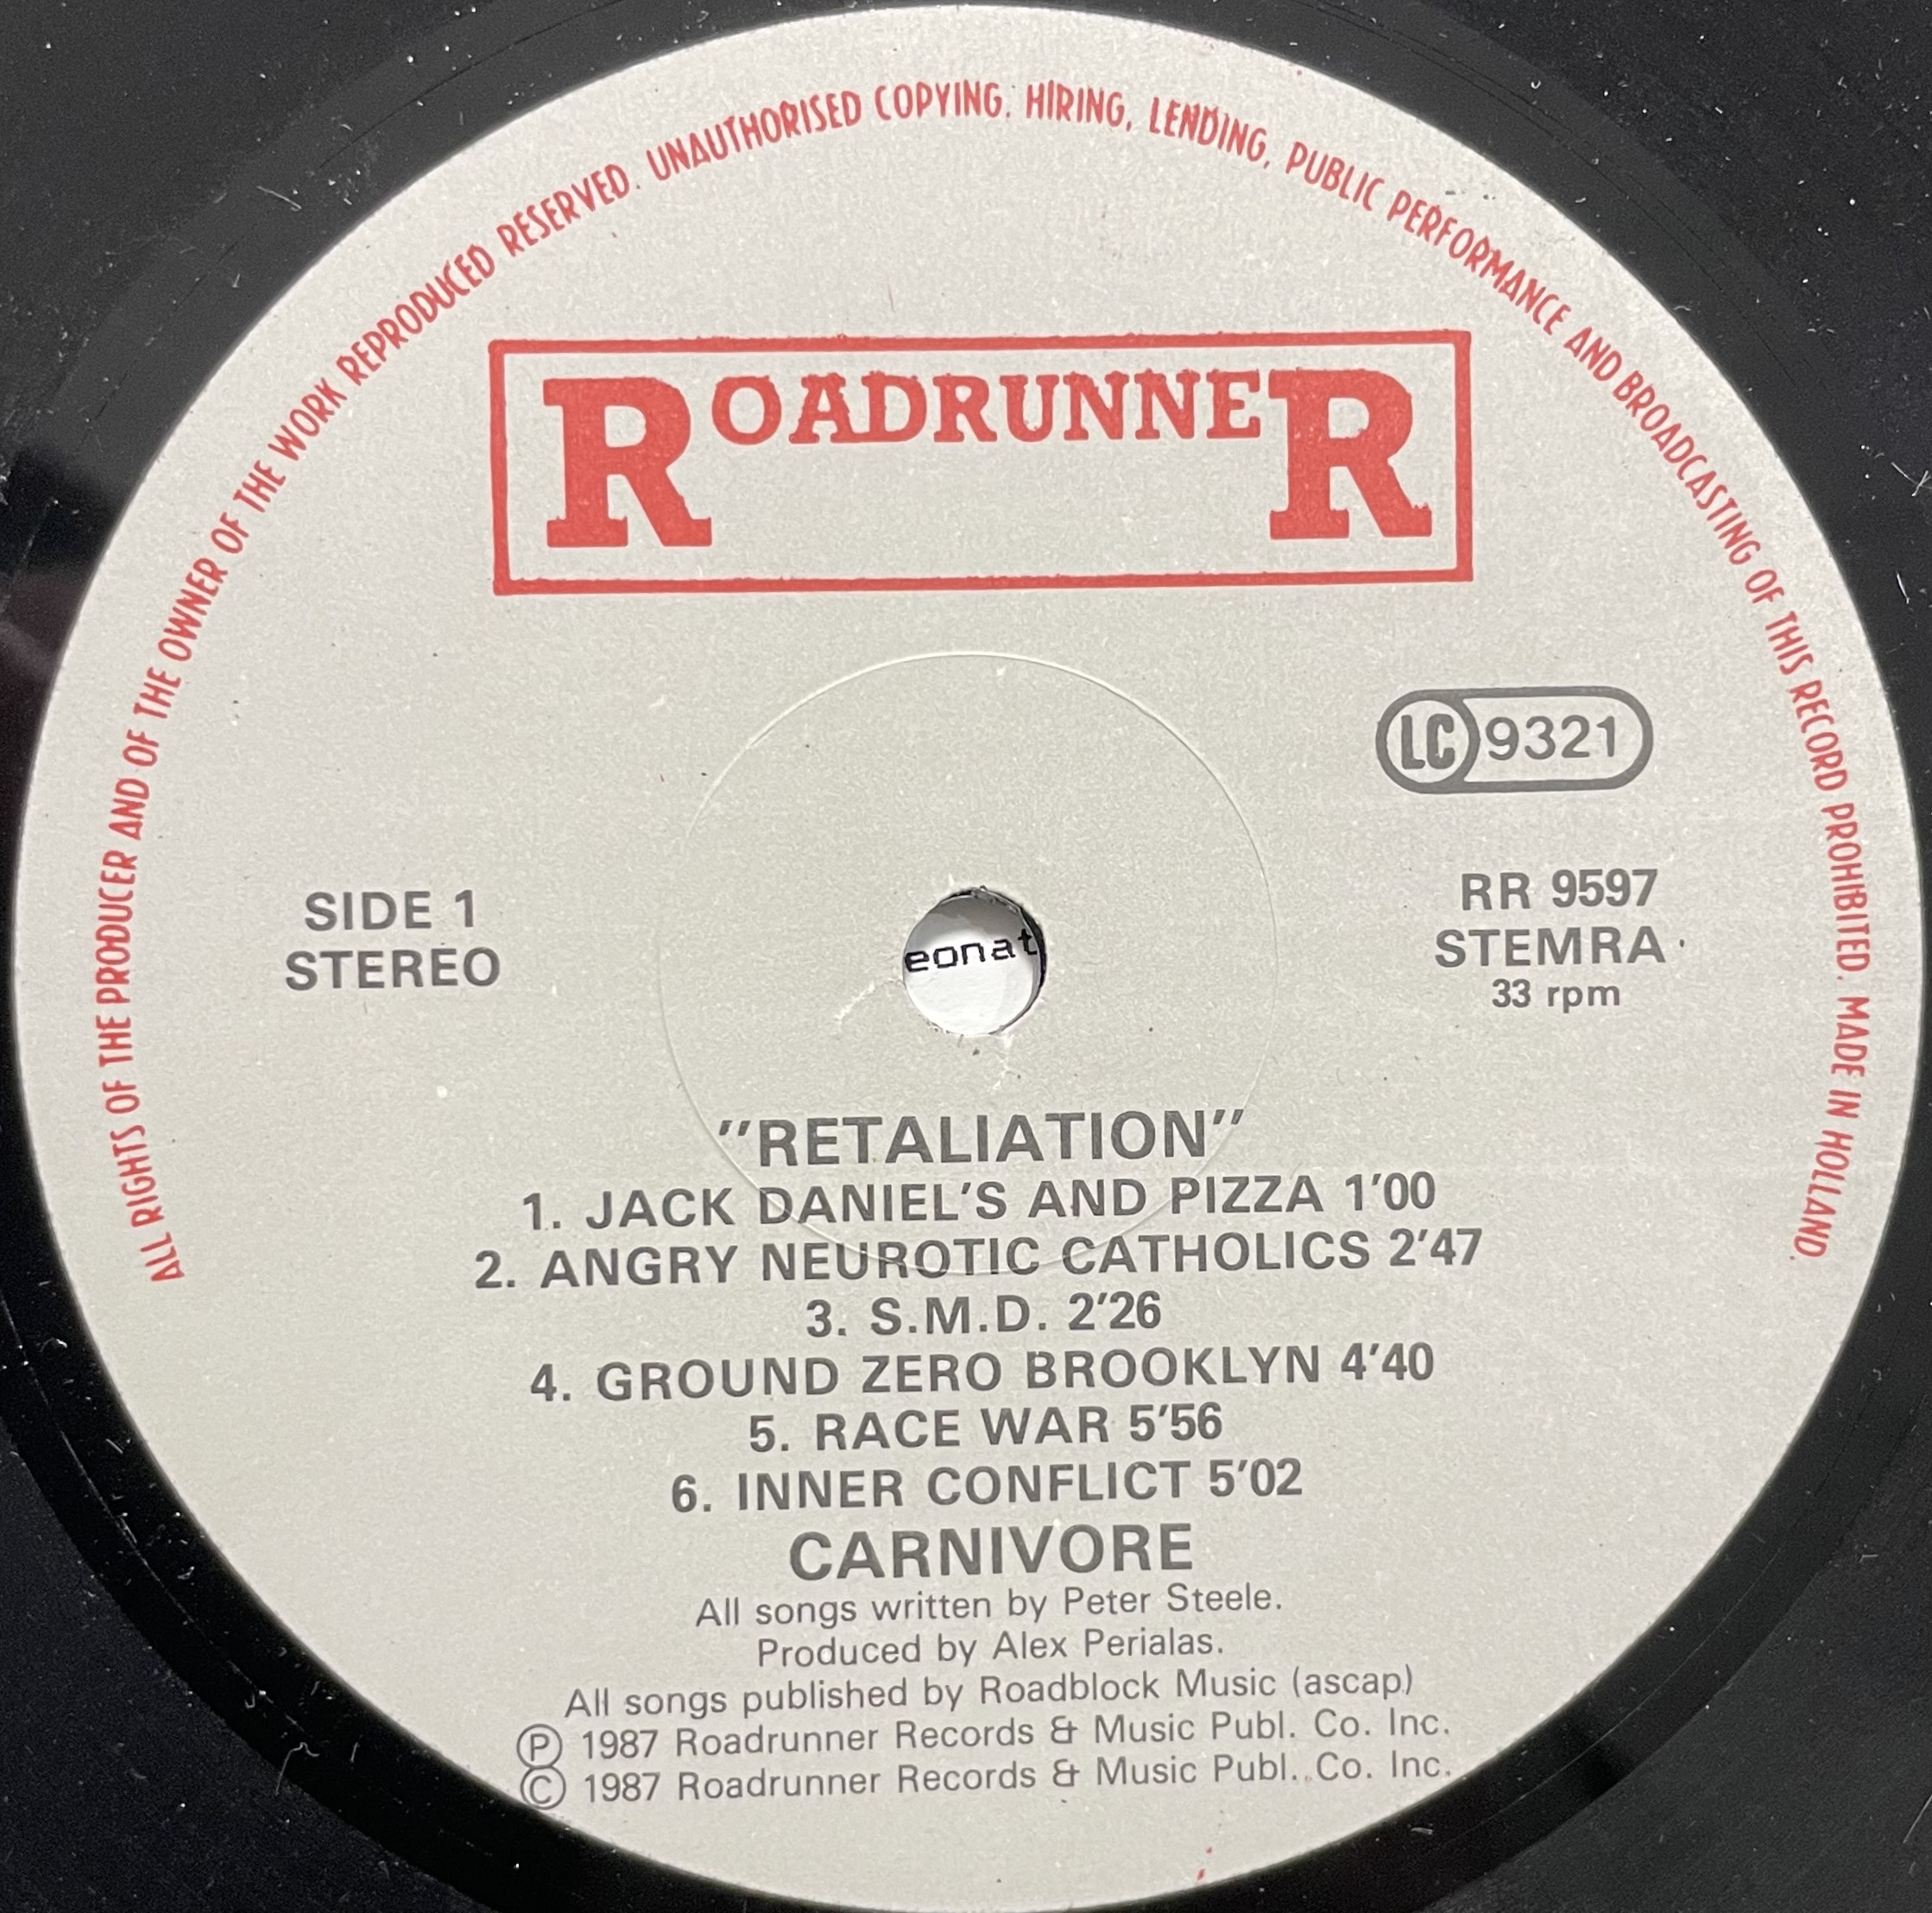 ALL RIGHTS OF THE PRODUCER AND OF THE OWNER OF THE WORK REPRODUCED RESERVED. UNAUTHORISED COPYING. HIRING, LENDING, PUBLIC PERFORMANCE AND BROADCASTING OF THIS RECORD PROHIBITED. MADE IN HOLLAND.
ROADRUNNER
LC 9321
SIDE 1
STEREO
eonat
RR 9597
STEMRA
33 rpm
"RETALIATION"
1. JACK DANIEL'S AND PIZZA 1'00
2. ANGRY NEUROTIC CATHOLICS 2'47
3. S.M.D. 2'26
4. GROUND ZERO BROOKLYN 4'40
5. RACE WAR 5'56
6. INNER CONFLICT 5'02
CARNIVORE
All songs written by Peter Steele.
Produced by Alex Perialas.
All songs published by Roadblock Music (ascap)
Ⓟ 1987 Roadrunner Records & Music Publ. Co. Inc.
© 1987 Roadrunner Records & Music Publ. Co. Inc.